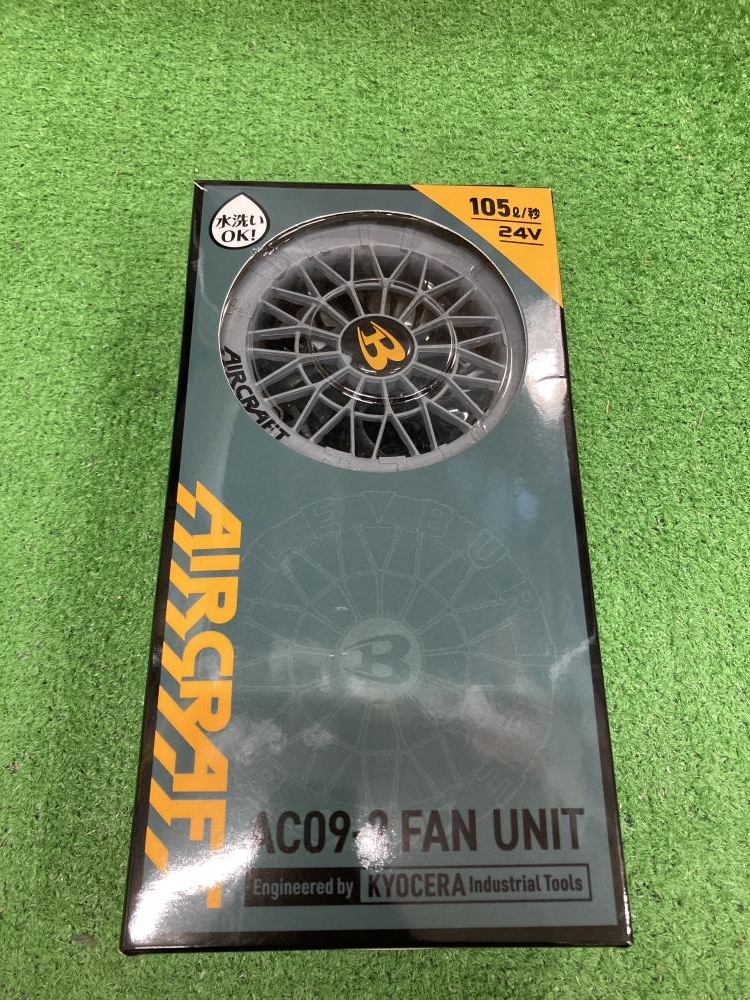 水洗い
OK!
105ℓ/秒
24V
B
AIRCRAFT
AIRCRAFT
B
FAN UNIT
Engineered by KYOCERA Industrial Tools